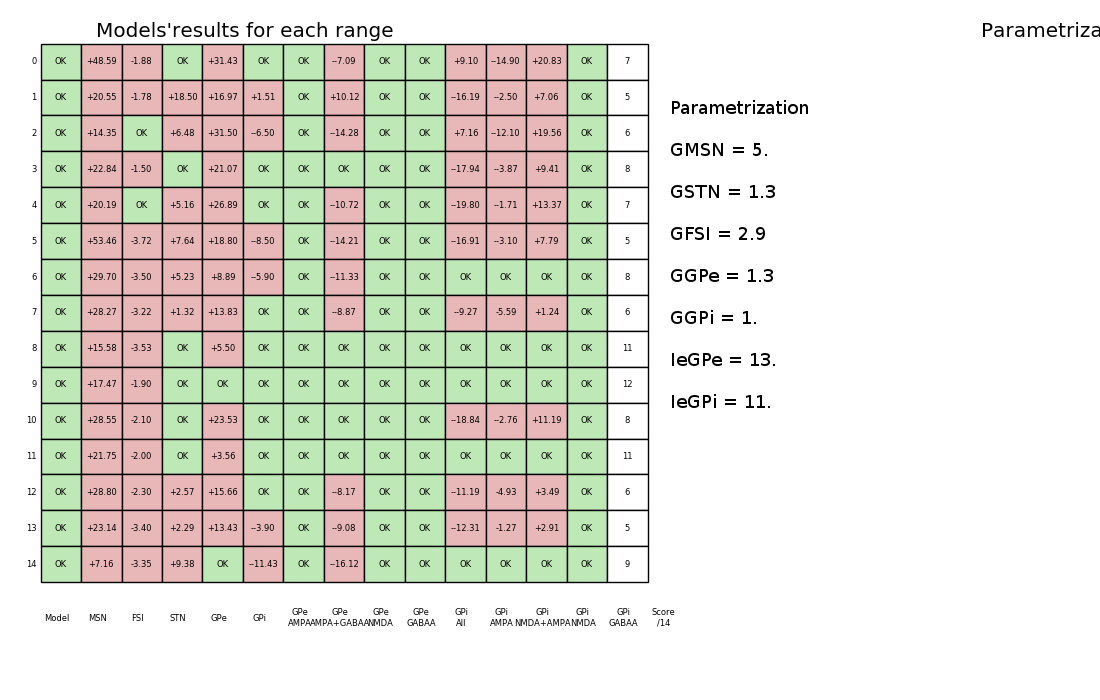 Models'results for each range
Parametriza
0 OK +48.59 -1.88 OK +31.43 OK OK --7.09 OK OK +9.10 --14.90 +20.83 OK 7
1 OK +20.55 -1.78 +18.50 +16.97 +1.51 OK +10.12 OK OK --16.19 --2.50 +7.06 OK 5
2 OK +14.35 OK +6.48 +31.50 --6.50 OK --14.28 OK OK +7.16 --12.10 +19.56 OK 6
3 OK +22.84 -1.50 OK +21.07 OK OK OK OK OK --17.94 --3.87 +9.41 OK 8
4 OK +20.19 OK +5.16 +26.89 OK OK --10.72 OK OK --19.80 --1.71 +13.37 OK 7
5 OK +53.46 -3.72 +7.64 +18.80 --8.50 OK --14.21 OK OK --16.91 --3.10 +7.79 OK 5
6 OK +29.70 -3.50 +5.23 +8.89 --5.90 OK --11.33 OK OK OK OK OK OK 8
7 OK +28.27 -3.22 +1.32 +13.83 OK OK --8.87 OK OK --9.27 -5.59 +1.24 OK 6
8 OK +15.58 -3.53 OK +5.50 OK OK OK OK OK OK OK OK OK 11
9 OK +17.47 -1.90 OK OK OK OK OK OK OK OK OK OK OK 12
10 OK +28.55 -2.10 OK +23.53 OK OK OK OK OK --18.84 --2.76 +11.19 OK 8
11 OK +21.75 -2.00 OK +3.56 OK OK OK OK OK OK OK OK OK 11
12 OK +28.80 -2.30 +2.57 +15.66 OK OK --8.17 OK OK --11.19 -4.93 +3.49 OK 6
13 OK +23.14 -3.40 +2.29 +13.43 --3.90 OK --9.08 OK OK --12.31 -1.27 +2.91 OK 5
14 OK +7.16 -3.35 +9.38 OK --11.43 OK --16.12 OK OK OK OK OK OK 9
Model MSN FSI STN GPe GPi GPe AMPA GPe AMPA+GABAA GPe NMDA GPe GABAA GPi All GPi AMPA GPi NMDA+AMPA GPi NMDA GPi GABAA Score /14
Parametrization
GMSN = 5.
GSTN = 1.3
GFSI = 2.9
GGPe = 1.3
GGPi = 1.
IeGPe = 13.
IeGPi = 11.